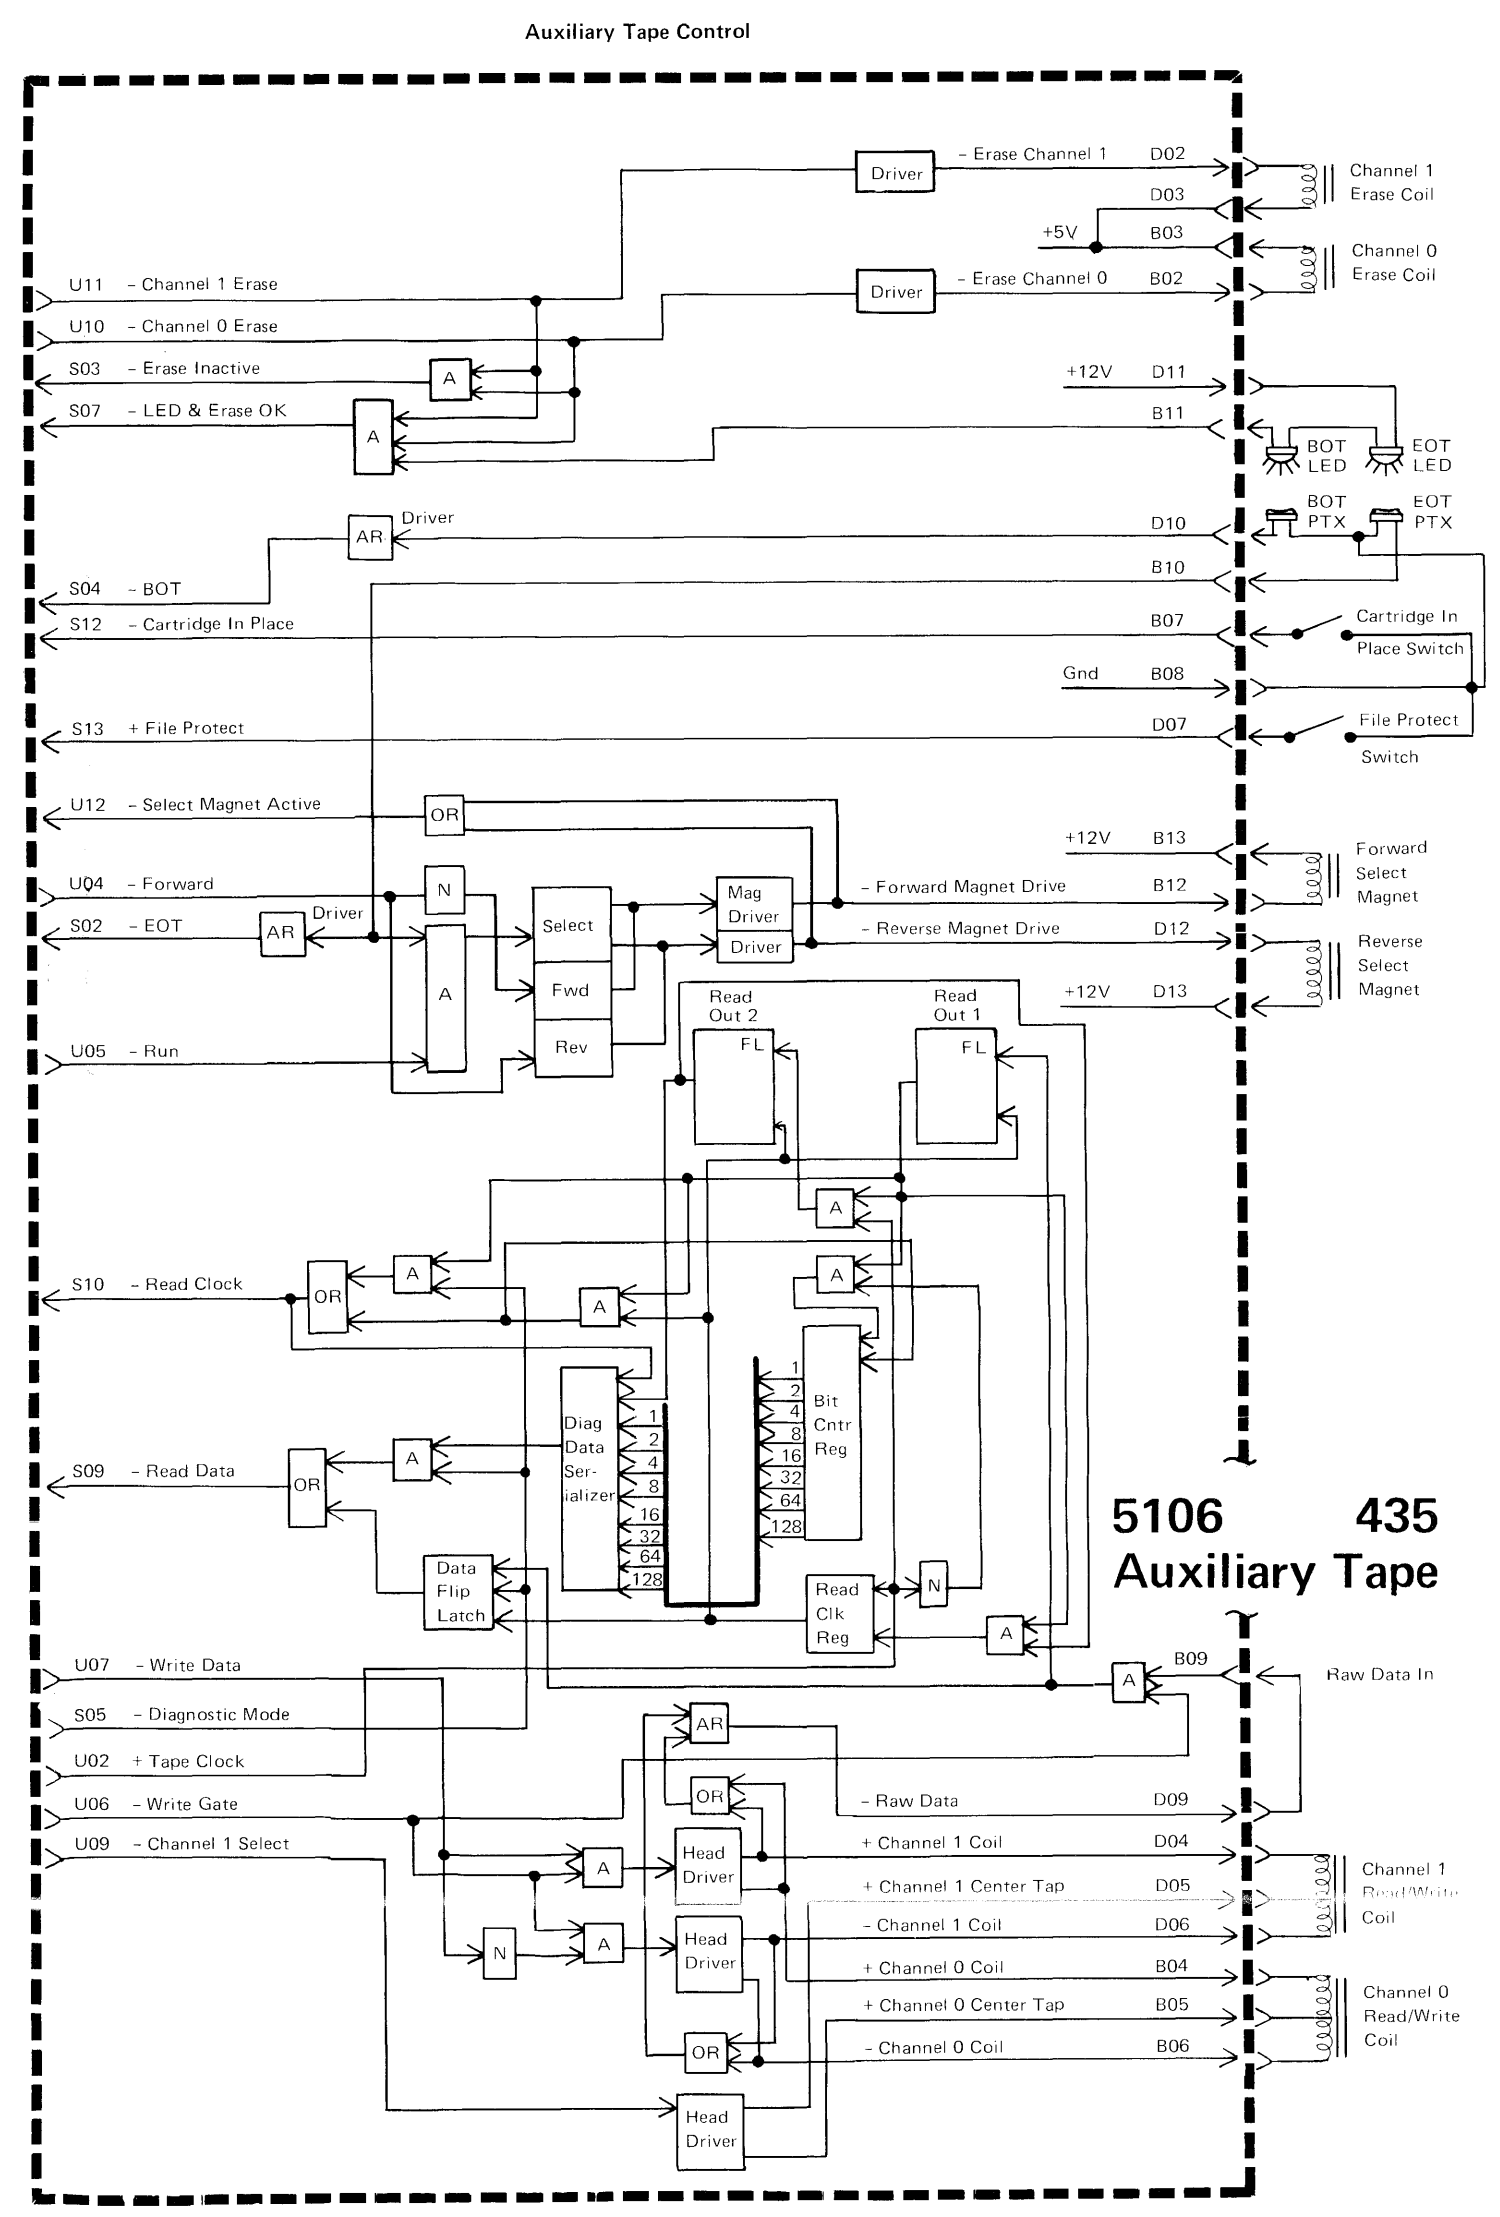 Auxiliary Tape Control
Driver
– Erase Channel 1 D02
Channel 1
Erase Coil
D03
+5V B03
Channel 0
Erase Coil
Driver
– Erase Channel 0 B02
U11 – Channel 1 Erase
U10 – Channel 0 Erase
S03 – Erase Inactive
A
S07 – LED & Erase OK
A
+12V D11
B11
BOT
LED
EOT
LED
BOT
PTX
EOT
PTX
AR
Driver
D10
B10
S04 – BOT
S12 – Cartridge In Place
B07
Cartridge In
Place Switch
Gnd B08
S13 + File Protect
D07
File Protect
Switch
U12 – Select Magnet Active
OR
+12V B13
Forward
Select
Magnet
U04 – Forward
N
Select
Mag
Driver
– Forward Magnet Drive B12
S02 – EOT
AR
Driver
Driver
– Reverse Magnet Drive D12
Reverse
Select
Magnet
A
Fwd
+12V D13
Rev
U05 – Run
Read
Out 2
FL
Read
Out 1
FL
A
A
S10 – Read Clock
OR
A
A
Diag
Data
Ser-
ializer
1
2
4
8
16
32
64
128
1
2
4
8
16
32
64
128
Bit
Cntr
Reg
S09 – Read Data
OR
A
Data
Flip
Latch
Read
Clk
Reg
N
A
5106 435
Auxiliary Tape
U07 – Write Data
A
B09
Raw Data In
S05 – Diagnostic Mode
AR
U02 + Tape Clock
OR
U06 – Write Gate
– Raw Data D09
U09 – Channel 1 Select
A
Head
Driver
+ Channel 1 Coil D04
+ Channel 1 Center Tap D05
– Channel 1 Coil D06
Channel 1
Read/Write
Coil
N
A
Head
Driver
+ Channel 0 Coil B04
+ Channel 0 Center Tap B05
– Channel 0 Coil B06
Channel 0
Read/Write
Coil
OR
Head
Driver